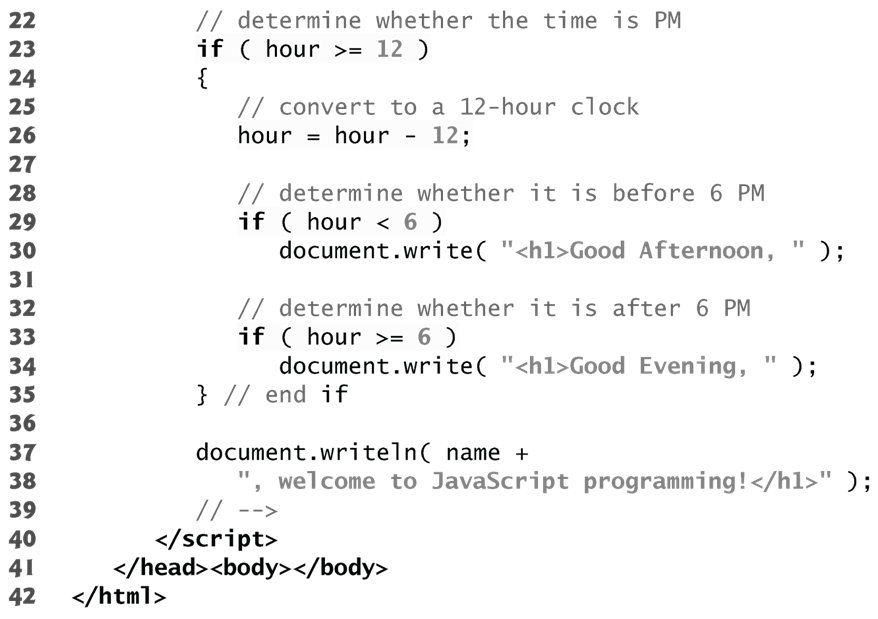 22 // determine whether the time is PM
23 if ( hour >= 12 )
24 {
25 // convert to a 12-hour clock
26 hour = hour - 12;
27
28 // determine whether it is before 6 PM
29 if ( hour < 6 )
30 document.write( "<h1>Good Afternoon, " );
31
32 // determine whether it is after 6 PM
33 if ( hour >= 6 )
34 document.write( "<h1>Good Evening, " );
35 } // end if
36
37 document.writeln( name +
38 ", welcome to JavaScript programming!</h1>" );
39 // -->
40 </script>
41 </head><body></body>
42 </html>